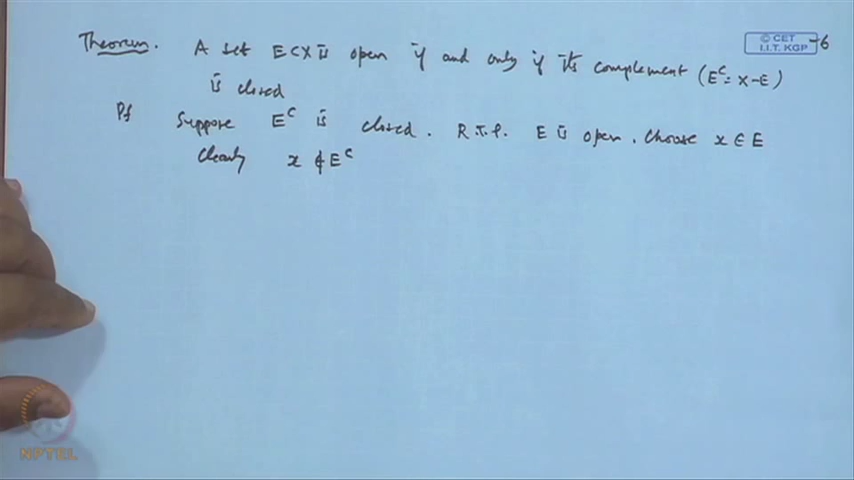 Theorem. A set E⊂X is open if and only if its complement (E^c = X-E)
is closed
Pf Suppose E^c is closed. R.T.P. E is open. Choose x ∈ E
Clearly x ∉ E^c
© CET
I.I.T. KGP
-6
NPTEL